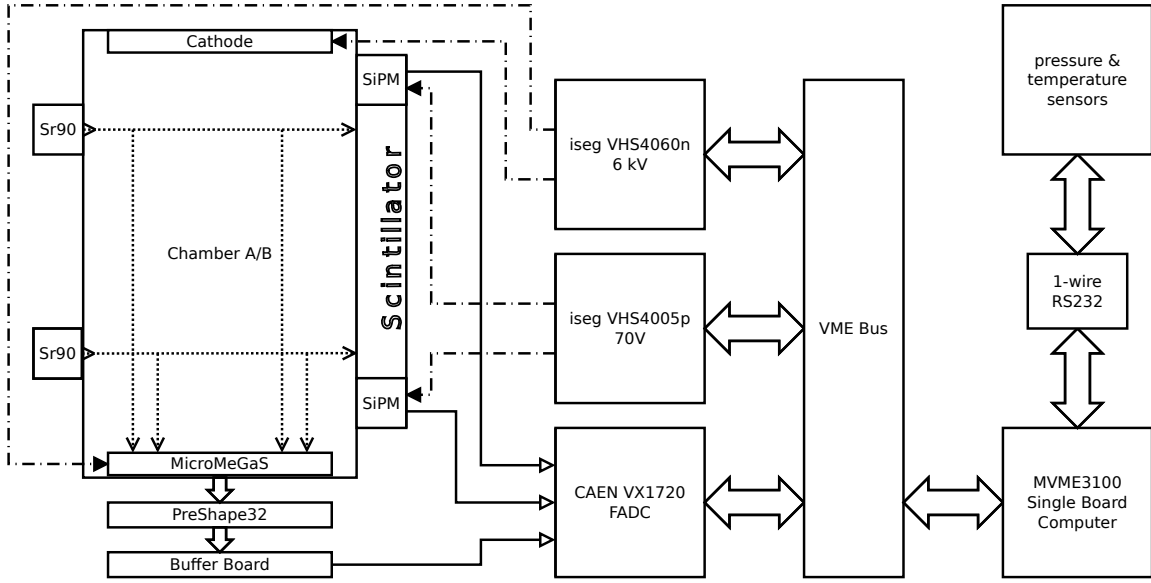 Cathode
SiPM
Sr90
Scintillator
Chamber A/B
Sr90
SiPM
MicroMeGaS
PreShape32
Buffer Board
iseg VHS4060n
6 kV
iseg VHS4005p
70V
CAEN VX1720
FADC
VME Bus
pressure &
temperature
sensors
1-wire
RS232
MVME3100
Single Board
Computer